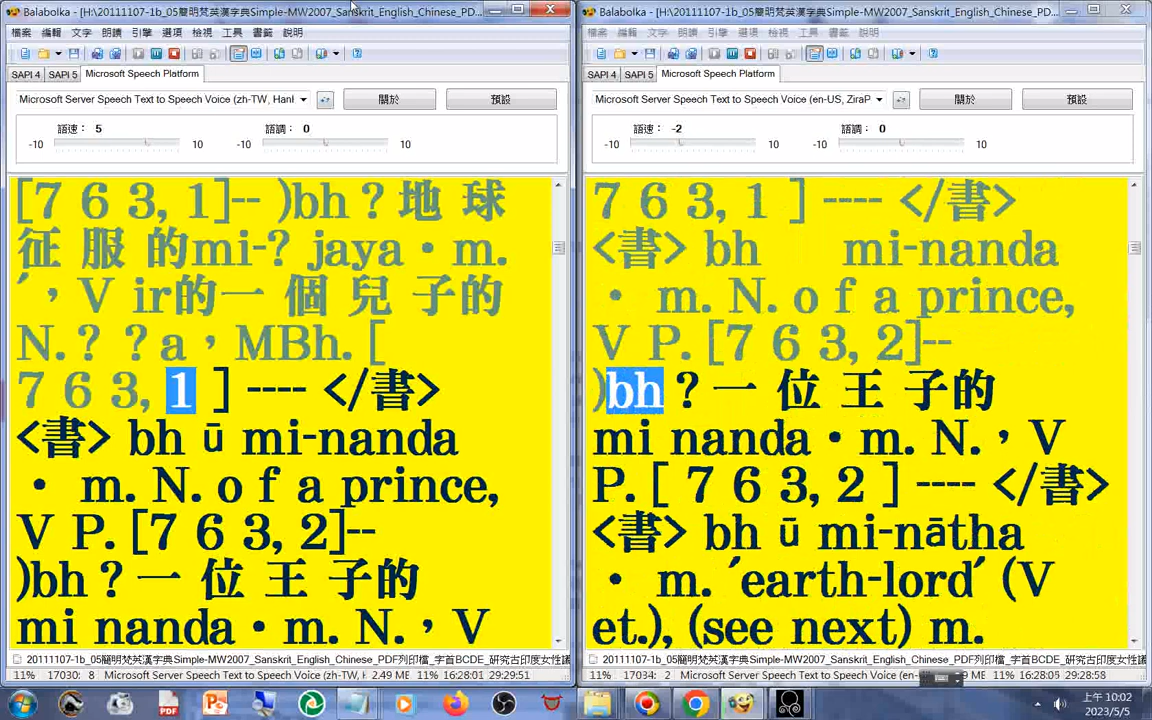 Balabolka - [H:\20111107-1b_05簡明梵英漢字典Simple-MW2007_Sanskrit_English_Chinese_PD...
檔案 編輯 文字 朗讀 引擎 選項 檢視 工具 書籤 說明
SAPI 4 SAPI 5 Microsoft Speech Platform
Microsoft Server Speech Text to Speech Voice (zh-TW, HanI 關於 預設
語速： 5 語調： 0
-10 10 -10 10
[7 6 3, 1]-- )bh ? 地 球
征 服 的mi-? jaya • m.
´，V ir的一 個 兒 子的
N. ? ? a，MBh. [
7 6 3, 1 ] ---- </書>
<書> bh ū mi-nanda
• m. N. o f a prince,
V P. [7 6 3, 2]--
)bh ? 一 位 王 子的
mi nanda • m. N.，V
20111107-1b_05簡明梵英漢字典Simple-MW2007_Sanskrit_English_Chinese_PDF列印檔_字首BCDE_研究古印度女性議
11% 17030: 8 Microsoft Server Speech Text to Speech Voice (zh-TW, H 2.49 ME 11% 16:28:01 29:29:51
Balabolka - [H:\20111107-1b_05簡明梵英漢字典Simple-MW2007_Sanskrit_English_Chinese_PD...
檔案 編輯 文字 朗讀 引擎 選項 檢視 工具 書籤 說明
SAPI 4 SAPI 5 Microsoft Speech Platform
Microsoft Server Speech Text to Speech Voice (en-US, ZiraP 關於 預設
語速： -2 語調： 0
-10 10 -10 10
7 6 3, 1 ] ---- </書>
<書> bh mi-nanda
• m. N. o f a prince,
V P. [7 6 3, 2]--
)bh ? 一 位 王 子的
mi nanda • m. N.，V
P. [ 7 6 3, 2 ] ---- </書>
<書> bh ū mi-nātha
• m. ´earth-lord´ (V
et.), (see next) m.
20111107-1b_05簡明梵英漢字典Simple-MW2007_Sanskrit_English_Chinese_PDF列印檔_字首BCDE_研究古印度女性議
11% 17034: 2 Microsoft Server Speech Text to Speech Voice (en-US, 9 ME 11% 16:28:01 29:28:58
PDF
上午 10:02
2023/5/5